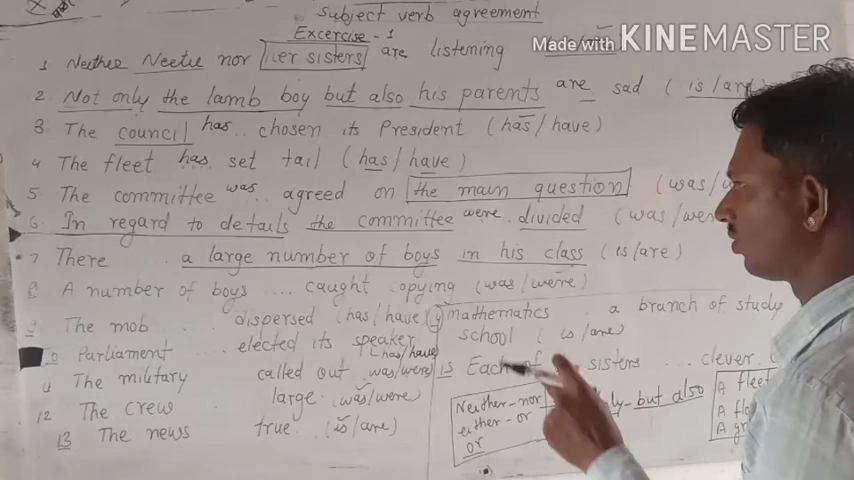 Subject verb agreement
Excercise - 1
Made with KINEMASTER
1 Neither Neetu nor her sisters are listening
2. Not only the lamb boy but also his parents are sad (is/are)
3 The council has.. chosen its President (has/have)
4 The fleet has.. set tail (has/have)
5 The committee was.. agreed on the main question (was/
6. In regard to details the committee were.. divided (was/were)
7 There .. a large number of boys in his class (is/are)
8 A number of boys .... caught copying (was/were)
9 The mob dispersed (has/have)
10 Parliament elected its speaker (has/have)
11 The military called out was/were)
12 The crew large (was/were)
13 The news true (is/are)
14 mathematics . a branch of study
school ( is/are)
15 Each of sisters .... clever
Neither-nor
either-or
or
but also
A fleet
A
A